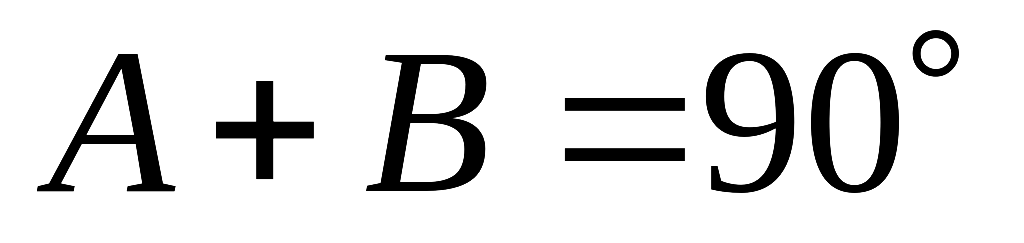 A + B = 90°